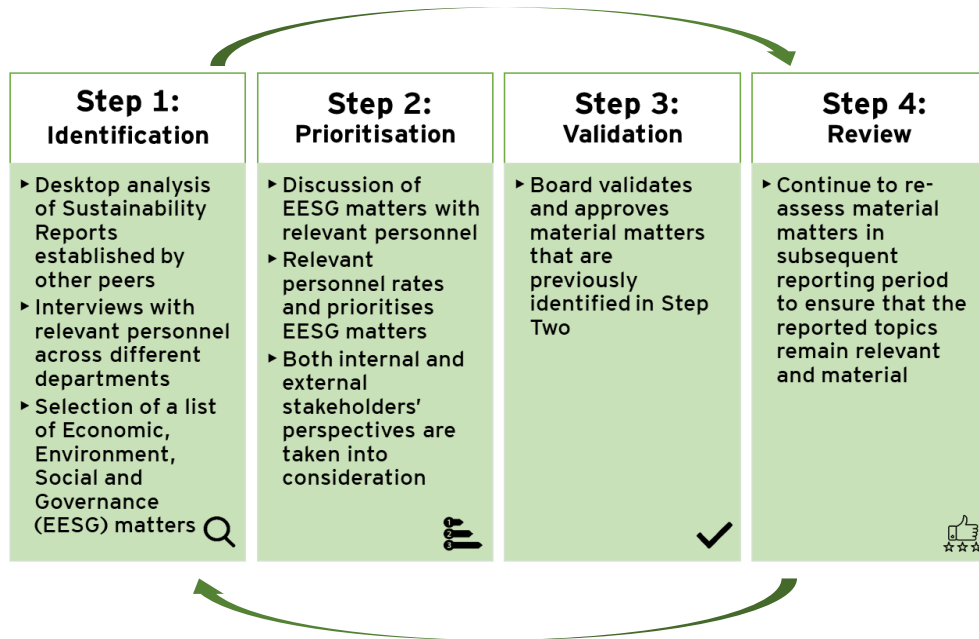 Step 1:
Identification
▸ Desktop analysis
of Sustainability
Reports
established by
other peers
▸ Interviews with
relevant personnel
across different
departments
▸ Selection of a list
of Economic,
Environment,
Social and
Governance
(EESG) matters
Step 2:
Prioritisation
▸ Discussion of
EESG matters with
relevant personnel
▸ Relevant
personnel rates
and prioritises
EESG matters
▸ Both internal and
external
stakeholders'
perspectives are
taken into
consideration
1
2
3
Step 3:
Validation
▸ Board validates
and approves
material matters
that are
previously
identified in Step
Two
Step 4:
Review
▸ Continue to re-
assess material
matters in
subsequent
reporting period
to ensure that the
reported topics
remain relevant
and material